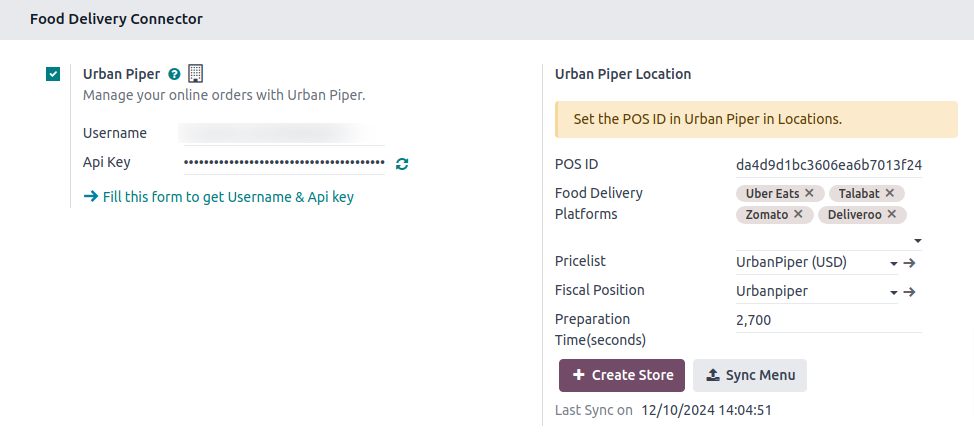 Food Delivery Connector
Urban Piper ?
Manage your online orders with Urban Piper.
Username
Api Key ••••••••••••••••••••••••••••••••••••••••
→ Fill this form to get Username & Api key
Urban Piper Location
Set the POS ID in Urban Piper in Locations.
POS ID da4d9d1bc3606ea6b7013f24
Food Delivery Uber Eats × Talabat ×
Platforms Zomato × Deliveroo ×
Pricelist UrbanPiper (USD)
Fiscal Position Urbanpiper
Preparation 2,700
Time(seconds)
+ Create Store Sync Menu
Last Sync on 12/10/2024 14:04:51